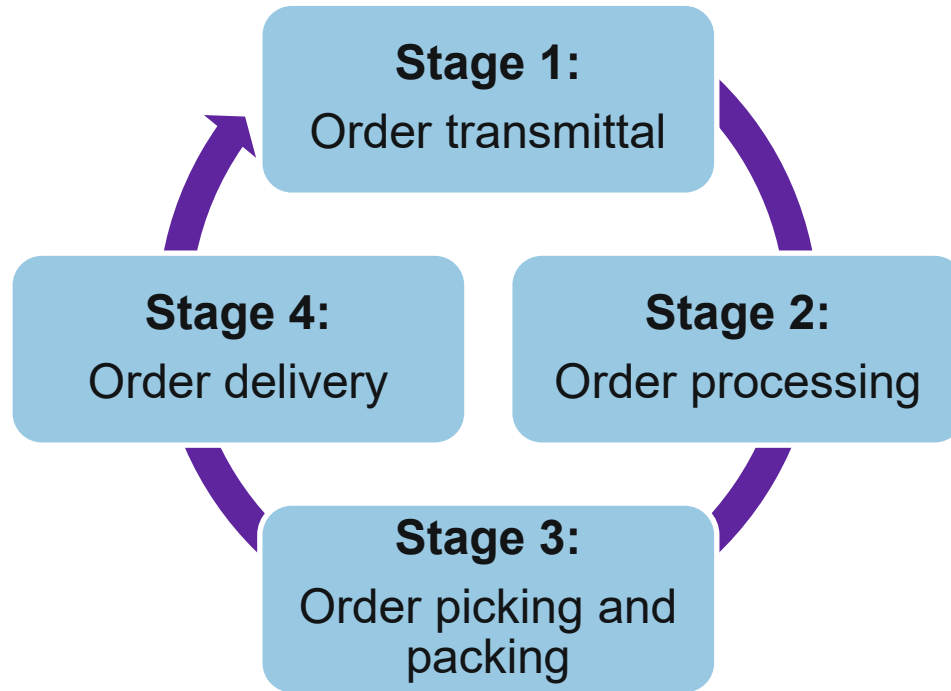 Stage 1:
Order transmittal
Stage 4:
Order delivery
Stage 2:
Order processing
Stage 3:
Order picking and
packing